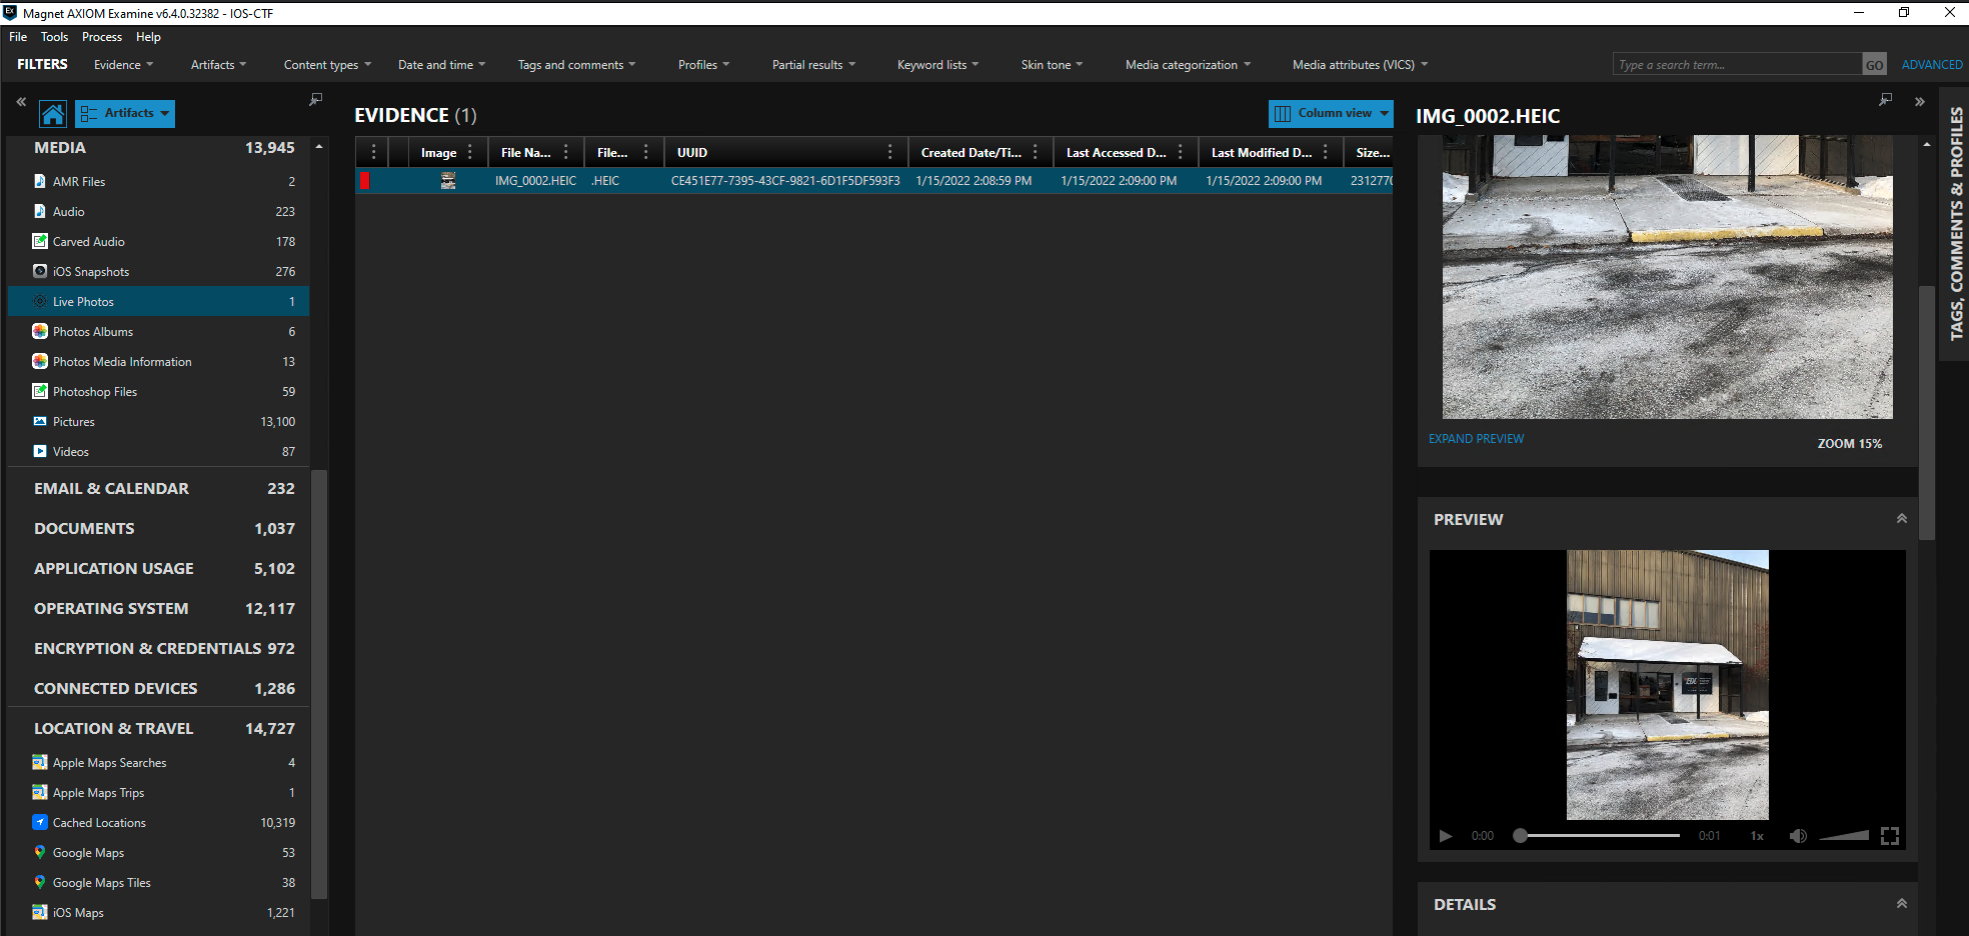 Magnet AXIOM Examine v6.4.0.32382 - IOS-CTF
File Tools Process Help
FILTERS Evidence Artifacts Content types Date and time Tags and comments Profiles Partial results Keyword lists Skin tone Media categorization Media attributes (VICS) Type a search term... GO ADVANCED
Artifacts
MEDIA 13,945
AMR Files 2
Audio 223
Carved Audio 178
iOS Snapshots 276
Live Photos 1
Photos Albums 6
Photos Media Information 13
Photoshop Files 59
Pictures 13,100
Videos 87
EMAIL & CALENDAR 232
DOCUMENTS 1,037
APPLICATION USAGE 5,102
OPERATING SYSTEM 12,117
ENCRYPTION & CREDENTIALS 972
CONNECTED DEVICES 1,286
LOCATION & TRAVEL 14,727
Apple Maps Searches 4
Apple Maps Trips 1
Cached Locations 10,319
Google Maps 53
Google Maps Tiles 38
iOS Maps 1,221
EVIDENCE (1)
Column view
Image File Na... File... UUID Created Date/Ti... Last Accessed D... Last Modified D... Size...
IMG_0002.HEIC .HEIC CE451E77-7395-43CF-9821-6D1F5DF593F3 1/15/2022 2:08:59 PM 1/15/2022 2:09:00 PM 1/15/2022 2:09:00 PM 2312770
IMG_0002.HEIC
EXPAND PREVIEW
ZOOM 15%
PREVIEW
0:00 0:01 1x
DETAILS
TAGS, COMMENTS & PROFILES